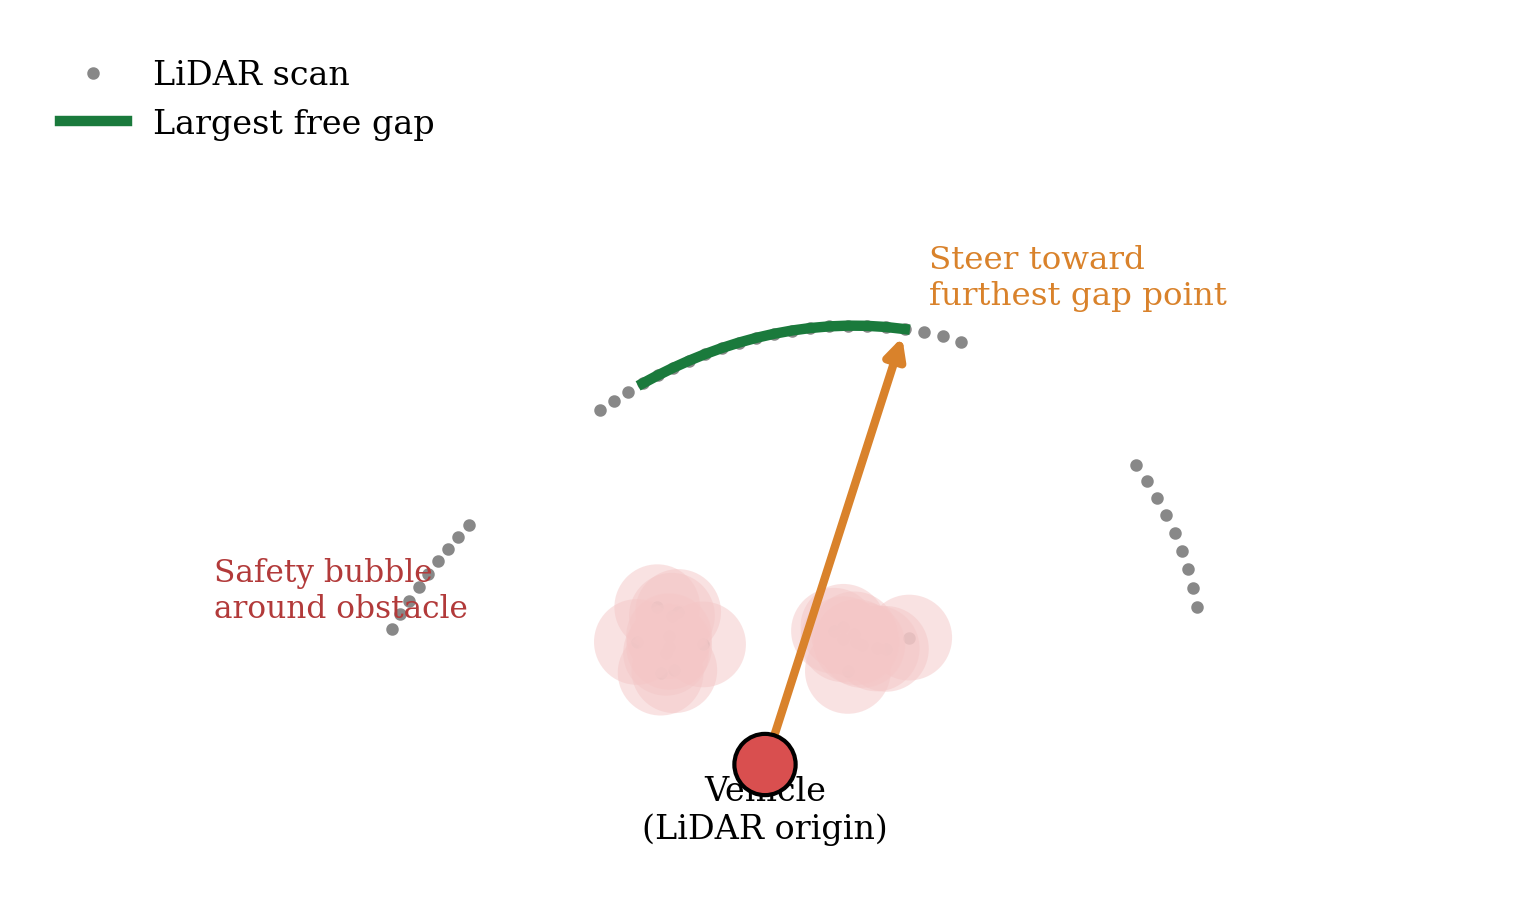 LiDAR scan
Largest free gap
Steer toward
furthest gap point
Safety bubble
around obstacle
Vehicle
(LiDAR origin)